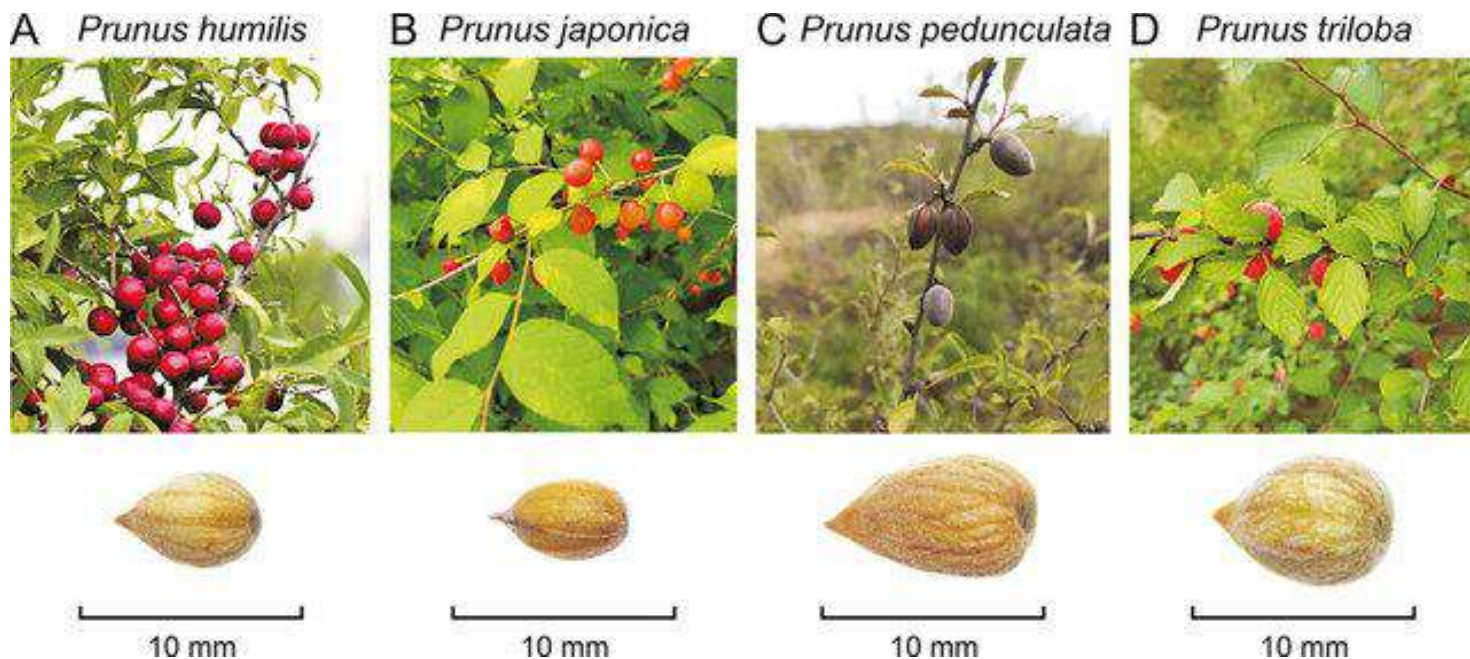 A Prunus humilis
B Prunus japonica
C Prunus pedunculata
D Prunus triloba
10 mm
10 mm
10 mm
10 mm